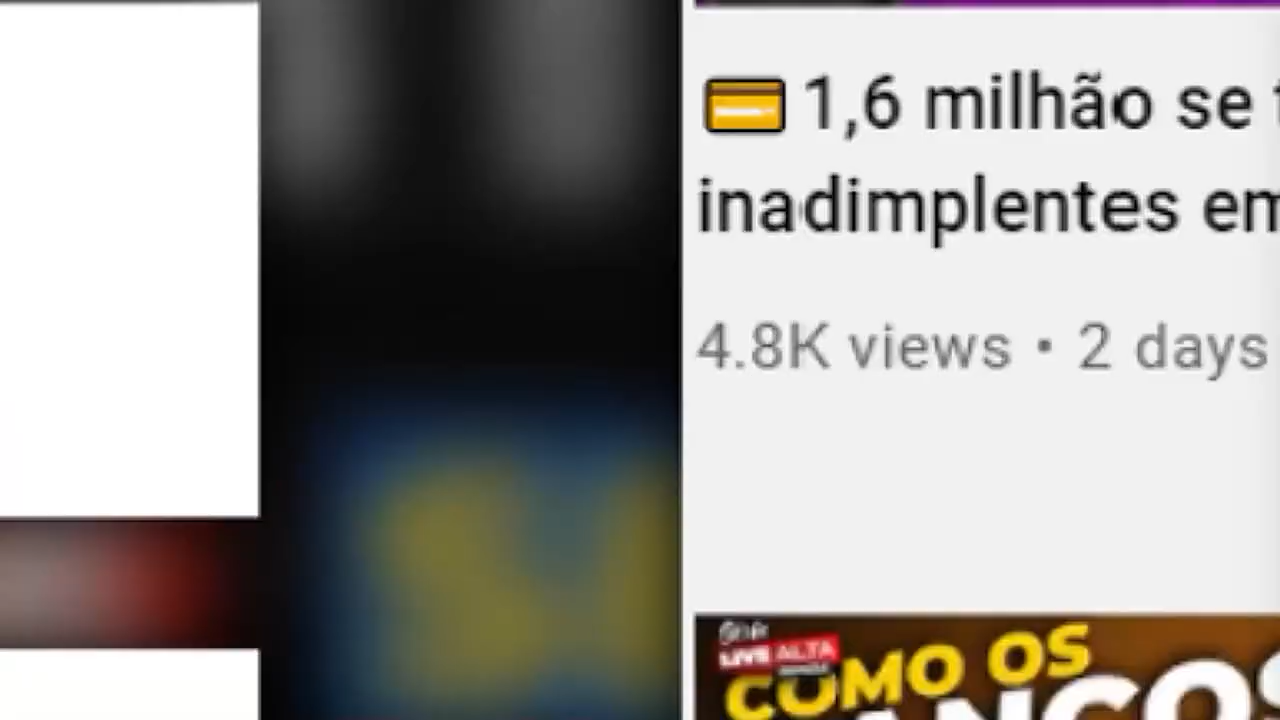 💳 1,6 milhão se
inadimplentes em
4.8K views • 2 days
LIVE ALTA
COMO OS